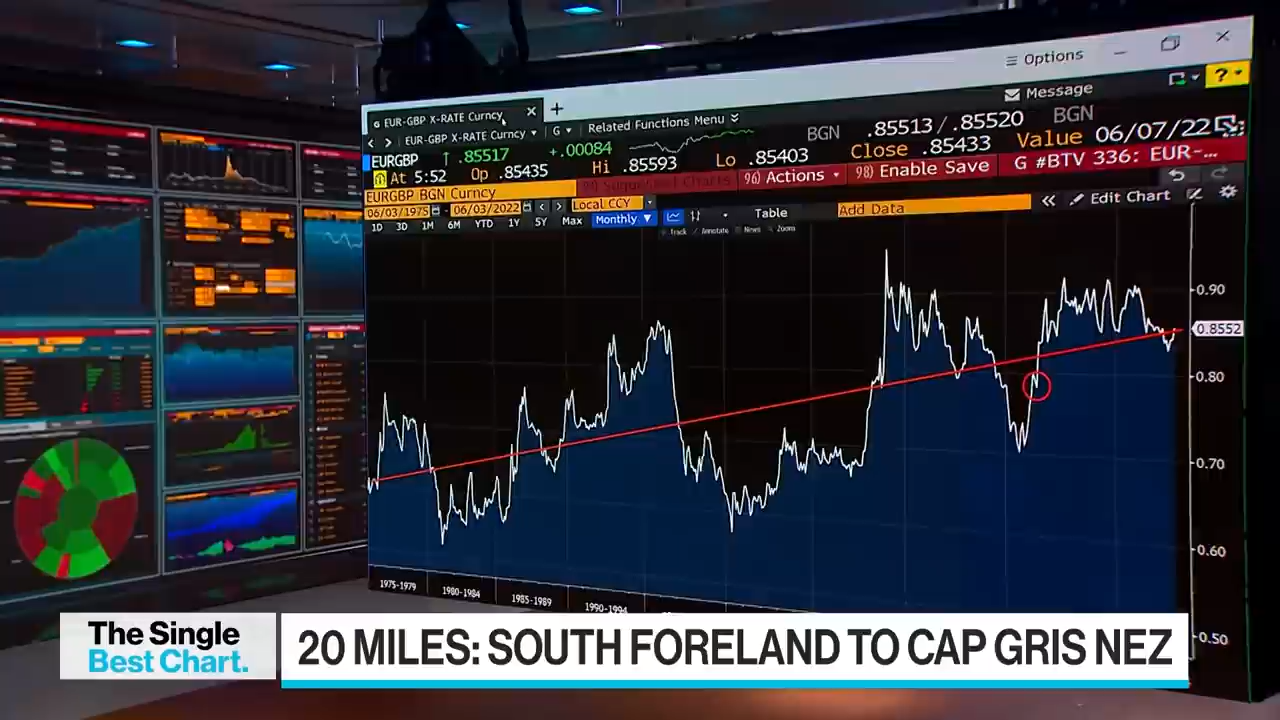 Options
G EUR-GBP X-RATE Curncy
Message
EUR-GBP X-RATE Curncy G Related Functions Menu
EURGBP ↑ .85517 +.00084 BGN .85513 / .85520 BGN
At 5:52 Op .85435 Hi .85593 Lo .85403 Close .85433 Value 06/07/22
EURGBP BGN Curncy 96) Actions 98) Enable Save G #BTV 336: EUR-...
06/03/1975 - 06/03/2022 Local CCY Add Data « Edit Chart
1D 3D 1M 6M YTD 1Y 5Y Max Monthly ▼ Table
Track Annotate News Zoom
0.90
0.8552
0.80
0.70
0.60
0.50
1975-1979 1980-1984 1985-1989 1990-1994
The Single
Best Chart.
20 MILES: SOUTH FORELAND TO CAP GRIS NEZ